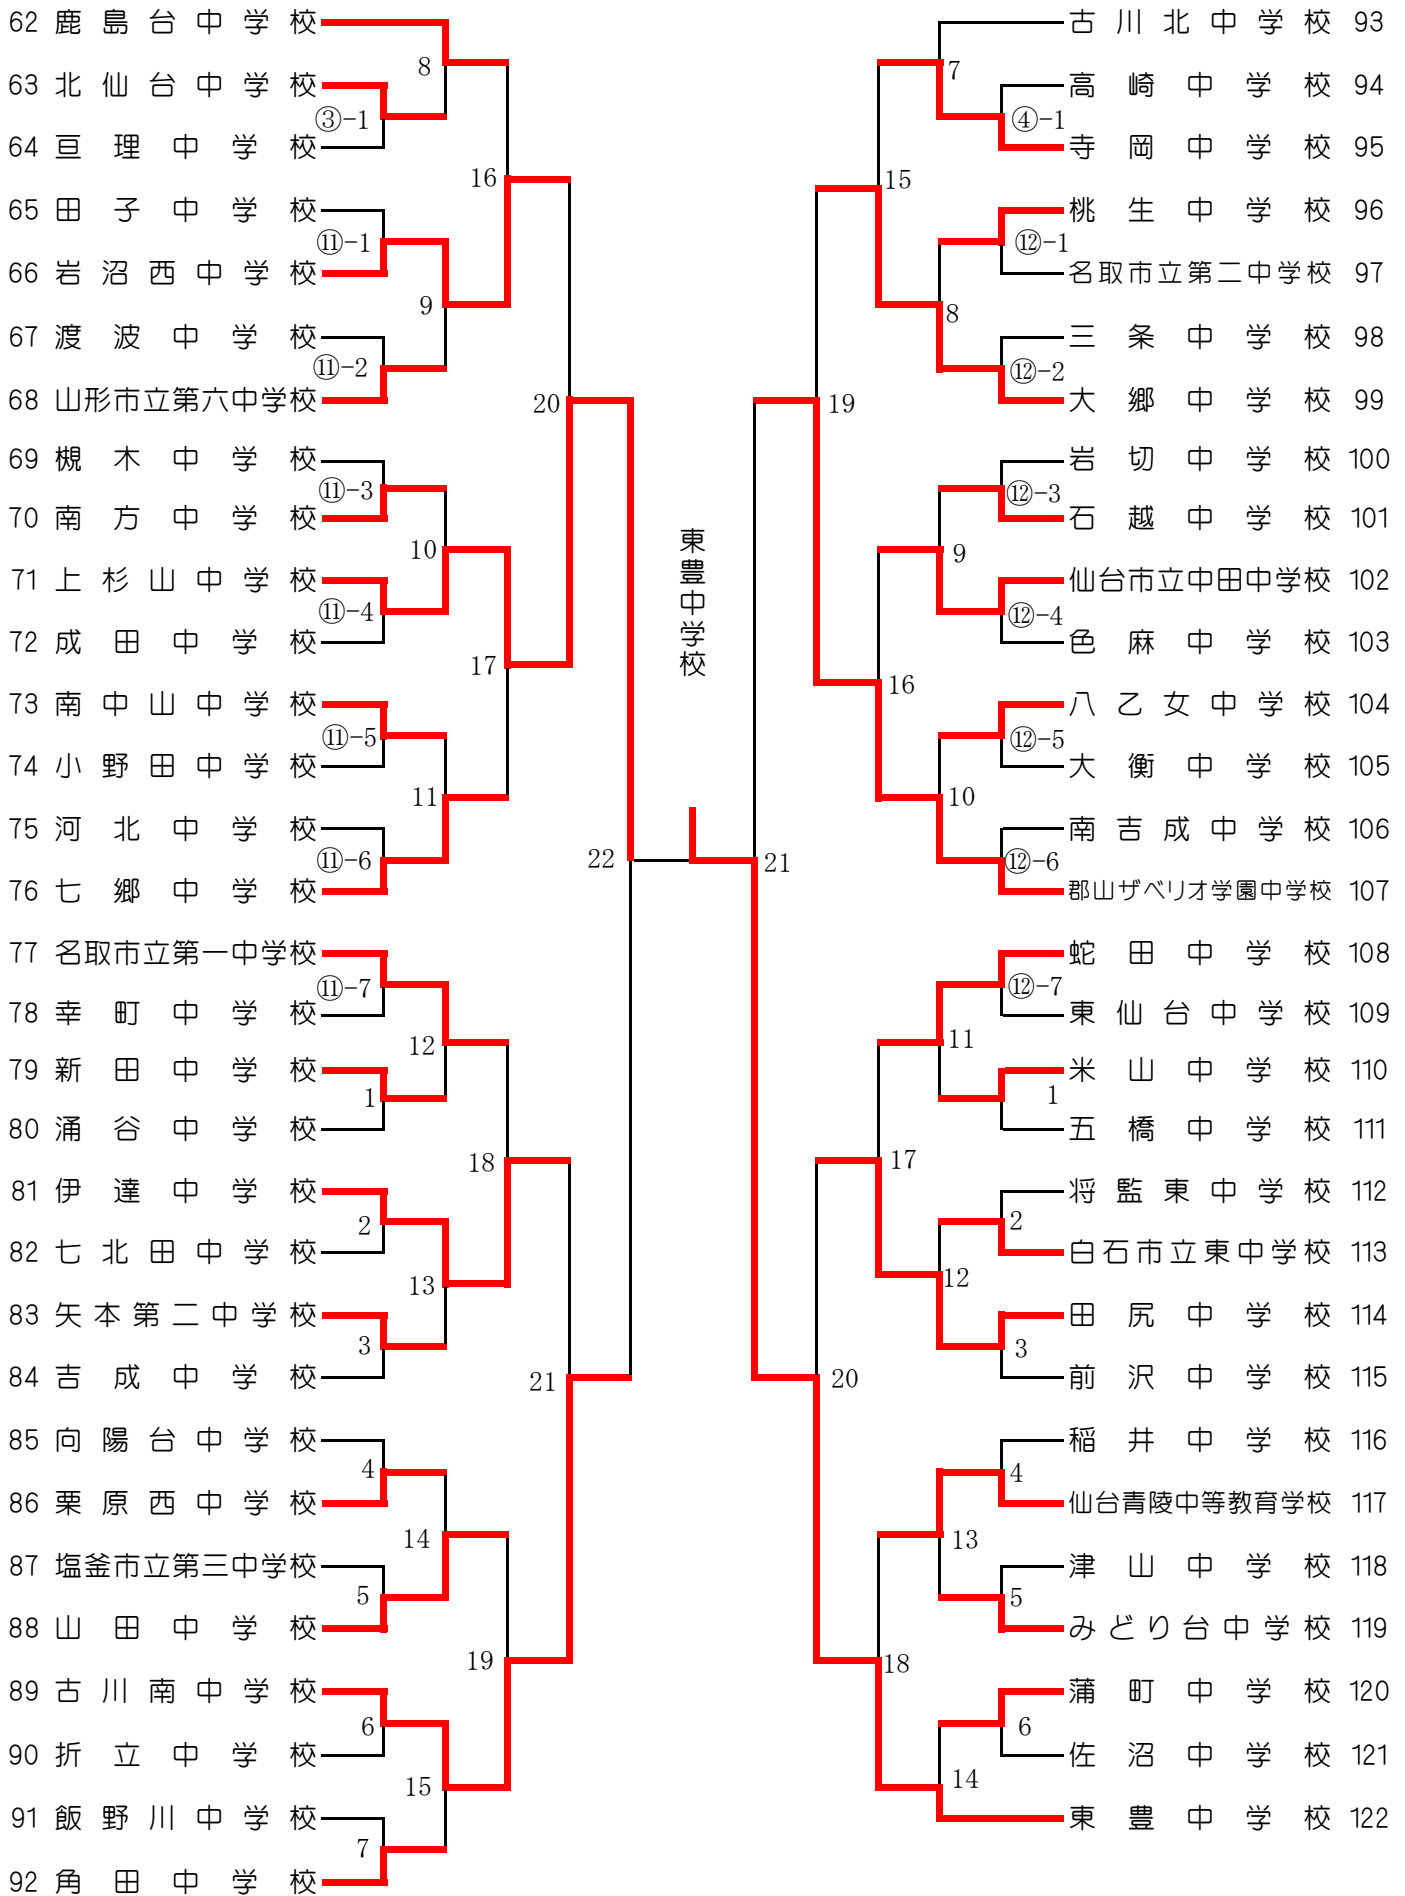 62 鹿島台中学校
8
63 北仙台中学校
③-1
64 亘理中学校
16
65 田子中学校
⑪-1
66 岩沼西中学校
9
67 渡波中学校
⑪-2
68 山形市立第六中学校
20
69 槻木中学校
⑪-3
70 南方中学校
10
71 上杉山中学校
⑪-4
72 成田中学校
17
73 南中山中学校
⑪-5
74 小野田中学校
11
75 河北中学校
⑪-6
76 七郷中学校
22
77 名取市立第一中学校
⑪-7
78 幸町中学校
12
79 新田中学校
1
80 涌谷中学校
18
81 伊達中学校
2
82 七北田中学校
13
83 矢本第二中学校
3
84 吉成中学校
21
85 向陽台中学校
4
86 栗原西中学校
14
87 塩釜市立第三中学校
5
88 山田中学校
19
89 古川南中学校
6
90 折立中学校
15
91 飯野川中学校
7
92 角田中学校
東豊中学校
古川北中学校 93
7
高崎中学校 94
④-1
寺岡中学校 95
15
桃生中学校 96
⑫-1
名取市立第二中学校 97
8
三条中学校 98
⑫-2
大郷中学校 99
19
岩切中学校 100
⑫-3
石越中学校 101
9
仙台市立中田中学校 102
⑫-4
色麻中学校 103
16
八乙女中学校 104
⑫-5
大衡中学校 105
10
南吉成中学校 106
⑫-6
郡山ザベリオ学園中学校 107
21
蛇田中学校 108
⑫-7
東仙台中学校 109
11
米山中学校 110
1
五橋中学校 111
17
将監東中学校 112
2
白石市立東中学校 113
12
田尻中学校 114
3
前沢中学校 115
20
稲井中学校 116
4
仙台青陵中等教育学校 117
13
津山中学校 118
5
みどり台中学校 119
18
蒲町中学校 120
6
佐沼中学校 121
14
東豊中学校 122